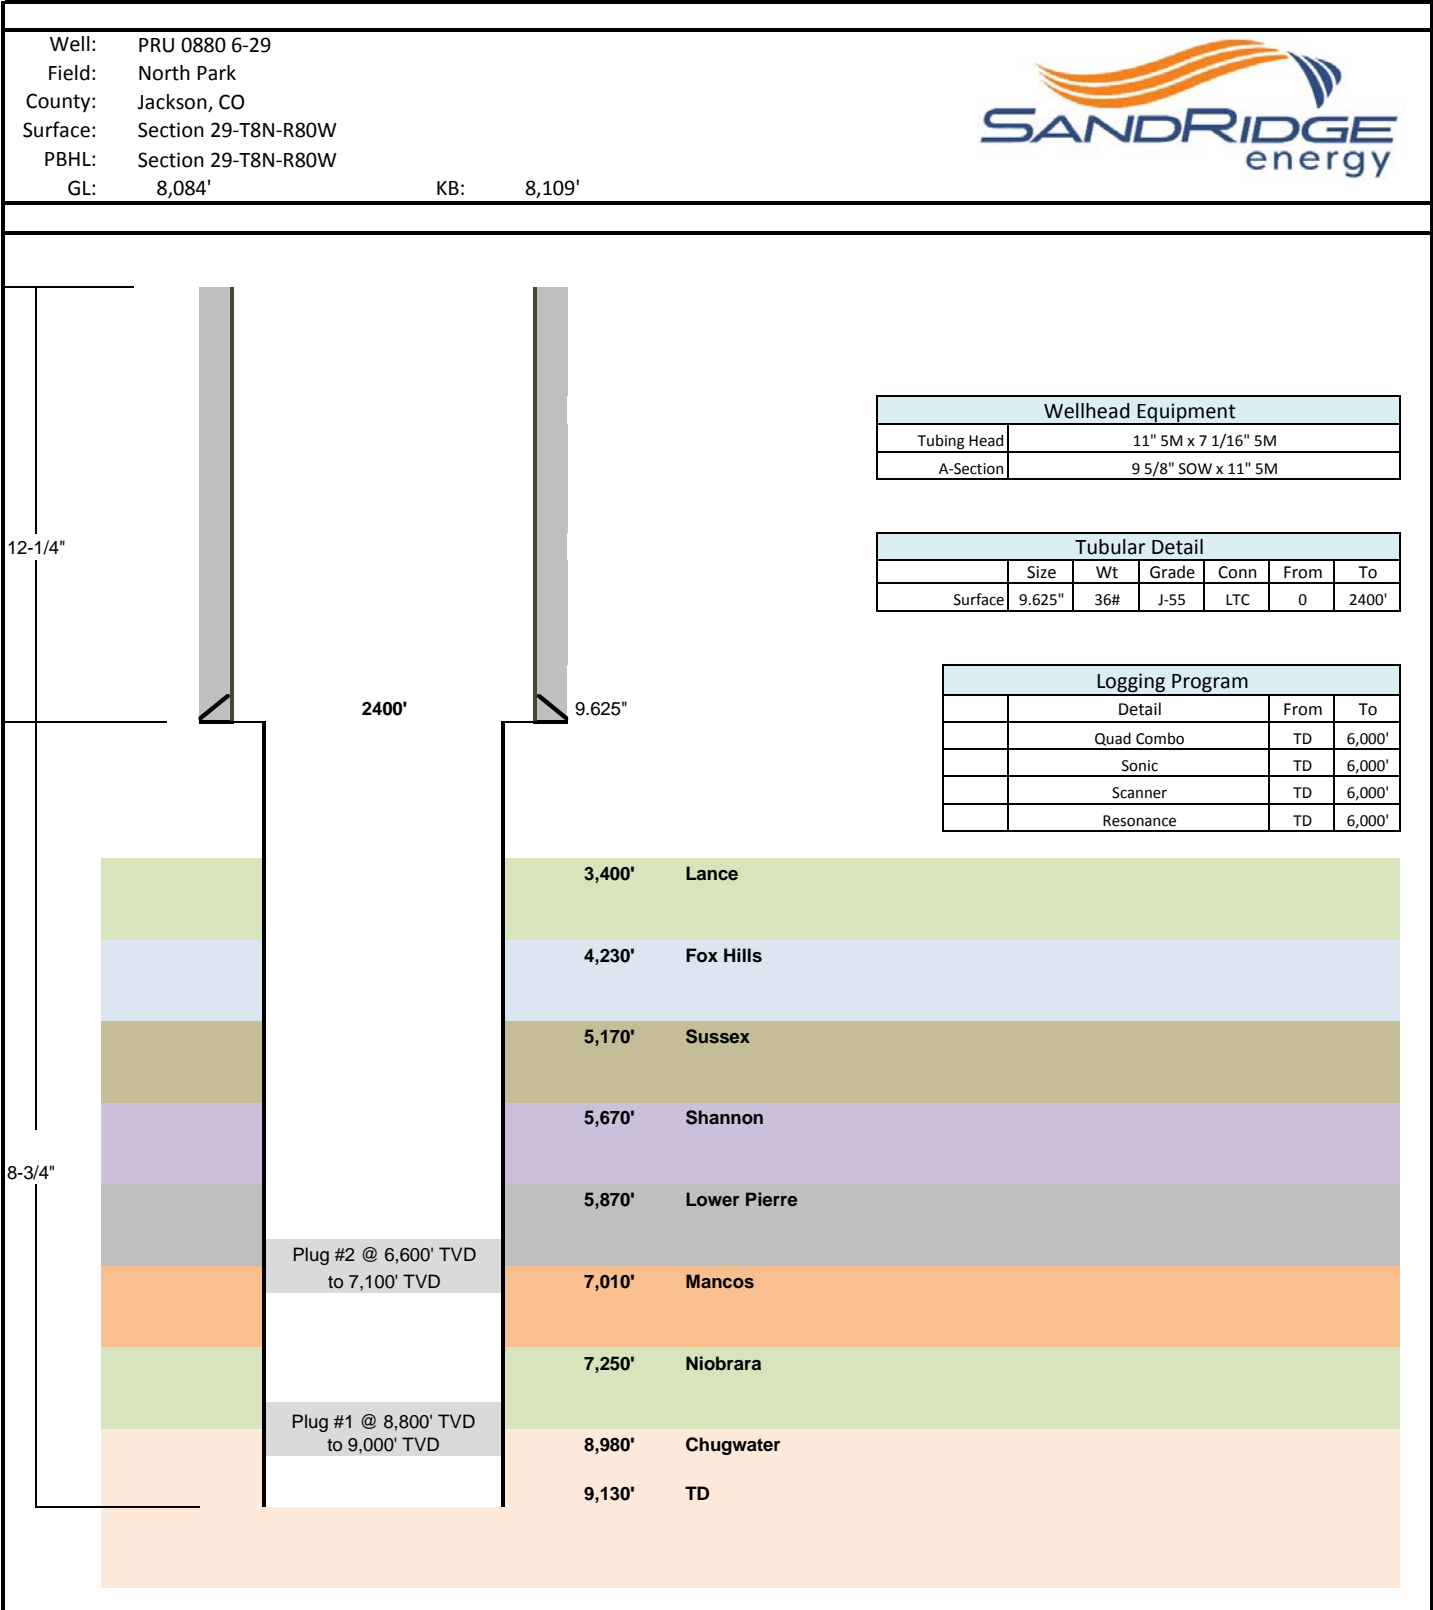 Well: PRU 0880 6-29
Field: North Park
County: Jackson, CO
Surface: Section 29-T8N-R80W
PBHL: Section 29-T8N-R80W
GL: 8,084' KB: 8,109'
SANDRIDGE
energy
Wellhead Equipment
Tubing Head 11" 5M x 7 1/16" 5M
A-Section 9 5/8" SOW x 11" 5M
12-1/4"
Tubular Detail
Size Wt Grade Conn From To
Surface 9.625" 36# J-55 LTC 0 2400'
Logging Program
Detail From To
Quad Combo TD 6,000'
Sonic TD 6,000'
Scanner TD 6,000'
Resonance TD 6,000'
2400' 9.625"
3,400' Lance
4,230' Fox Hills
5,170' Sussex
5,670' Shannon
8-3/4"
5,870' Lower Pierre
Plug #2 @ 6,600' TVD
to 7,100' TVD
7,010' Mancos
7,250' Niobrara
Plug #1 @ 8,800' TVD
to 9,000' TVD
8,980' Chugwater
9,130' TD